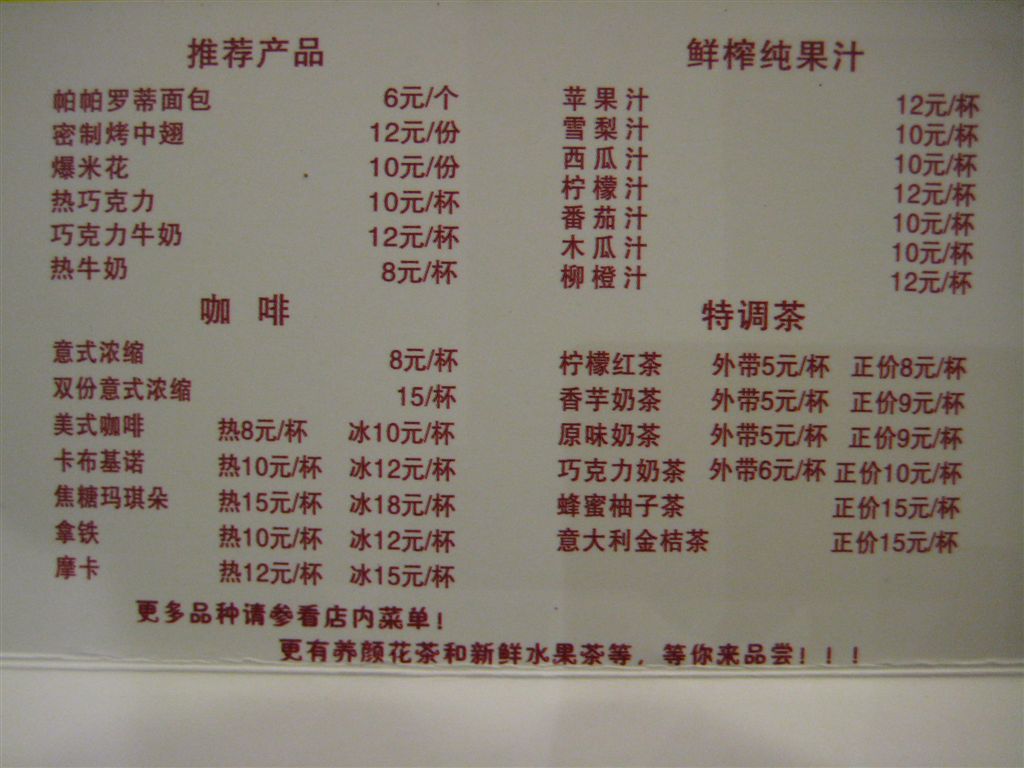 推荐产品
帕帕罗蒂面包 6元/个
密制烤中翅 12元/份
爆米花 10元/份
热巧克力 10元/杯
巧克力牛奶 12元/杯
热牛奶 8元/杯
咖 啡
意式浓缩 8元/杯
双份意式浓缩 15/杯
美式咖啡 热8元/杯 冰10元/杯
卡布基诺 热10元/杯 冰12元/杯
焦糖玛琪朵 热15元/杯 冰18元/杯
拿铁 热10元/杯 冰12元/杯
摩卡 热12元/杯 冰15元/杯
鲜榨纯果汁
苹果汁 12元/杯
雪梨汁 10元/杯
西瓜汁 10元/杯
柠檬汁 12元/杯
番茄汁 10元/杯
木瓜汁 10元/杯
柳橙汁 12元/杯
特调茶
柠檬红茶 外带5元/杯 正价8元/杯
香芋奶茶 外带5元/杯 正价9元/杯
原味奶茶 外带5元/杯 正价9元/杯
巧克力奶茶 外带6元/杯 正价10元/杯
蜂蜜柚子茶 正价15元/杯
意大利金桔茶 正价15元/杯
更多品种请参看店内菜单!
更有养颜花茶和新鲜水果茶等，等你来品尝!!!